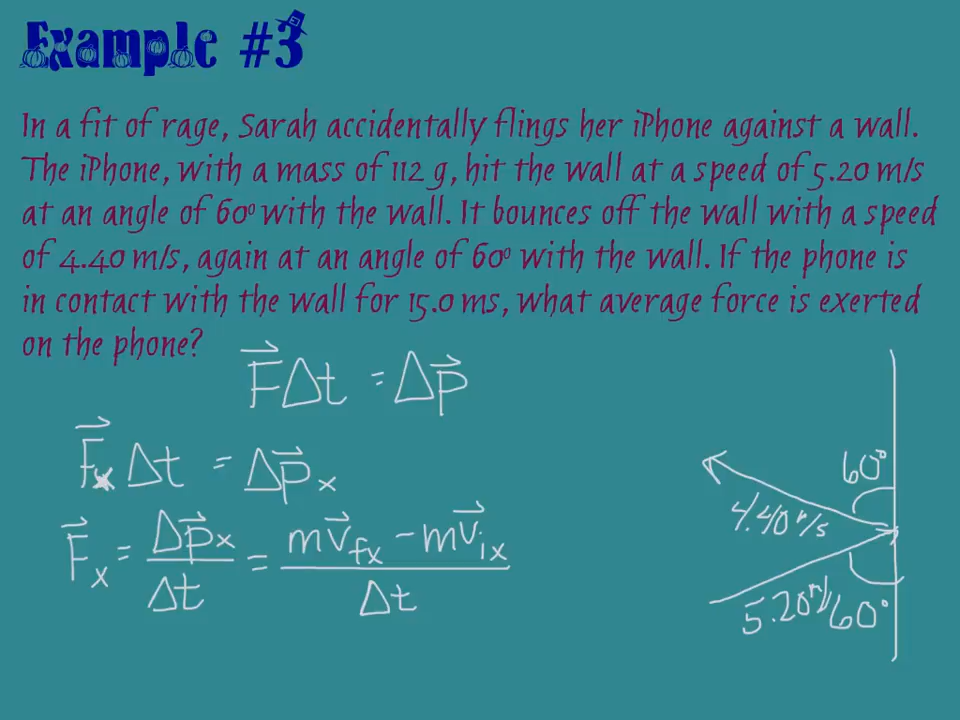 Example #3
In a fit of rage, Sarah accidentally flings her iPhone against a wall.
The iPhone, with a mass of 112 g, hit the wall at a speed of 5.20 m/s
at an angle of 60⁰ with the wall. It bounces off the wall with a speed
of 4.40 m/s, again at an angle of 60⁰ with the wall. If the phone is
in contact with the wall for 15.0 ms, what average force is exerted
on the phone?
F⃗Δt = Δp⃗
F⃗ₓ Δt = Δp⃗ₓ
F⃗ₓ = Δp⃗ₓ / Δt = (mv⃗fx − mv⃗ix) / Δt
60°
4.40 m/s
5.20 m/s
60°